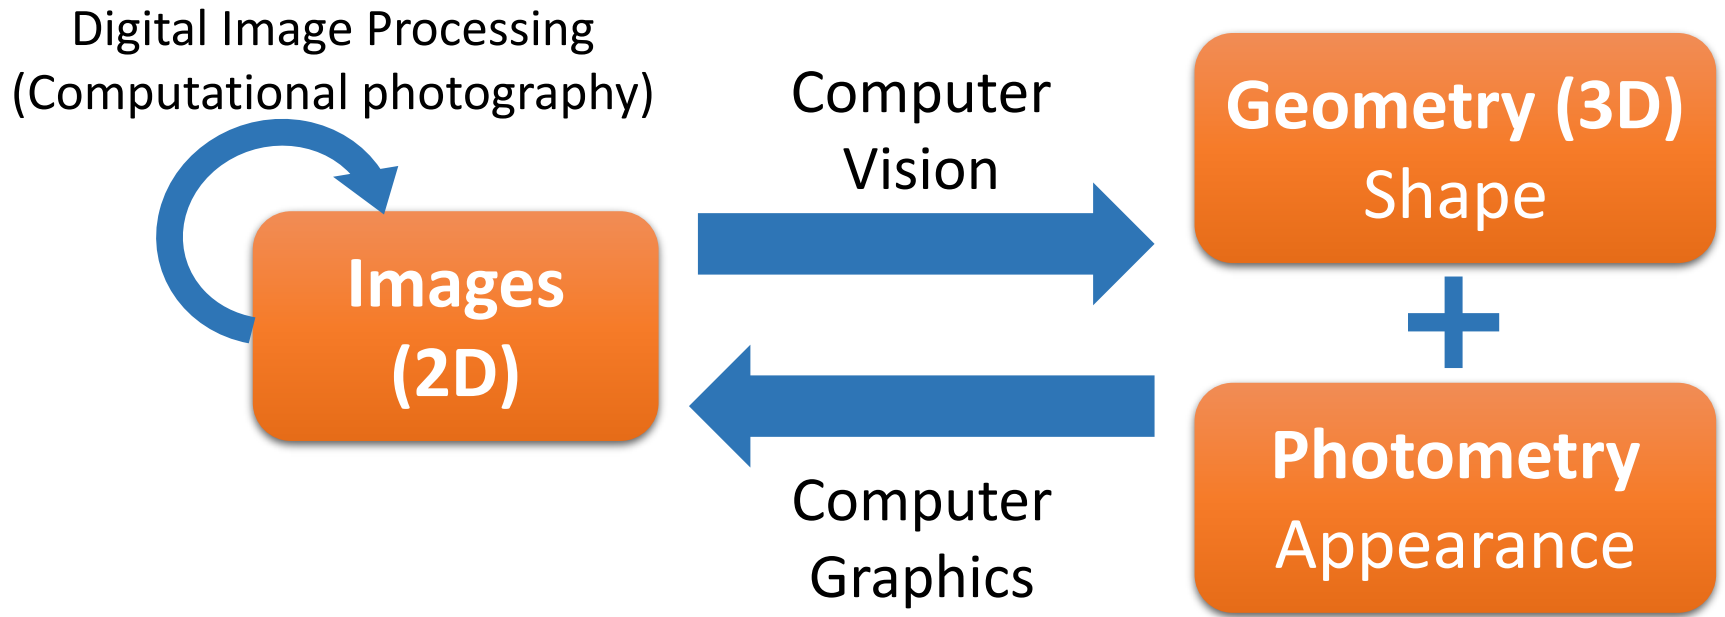 Digital Image Processing
(Computational photography)
Images
(2D)
Computer
Vision
Computer
Graphics
Geometry (3D)
Shape
+
Photometry
Appearance